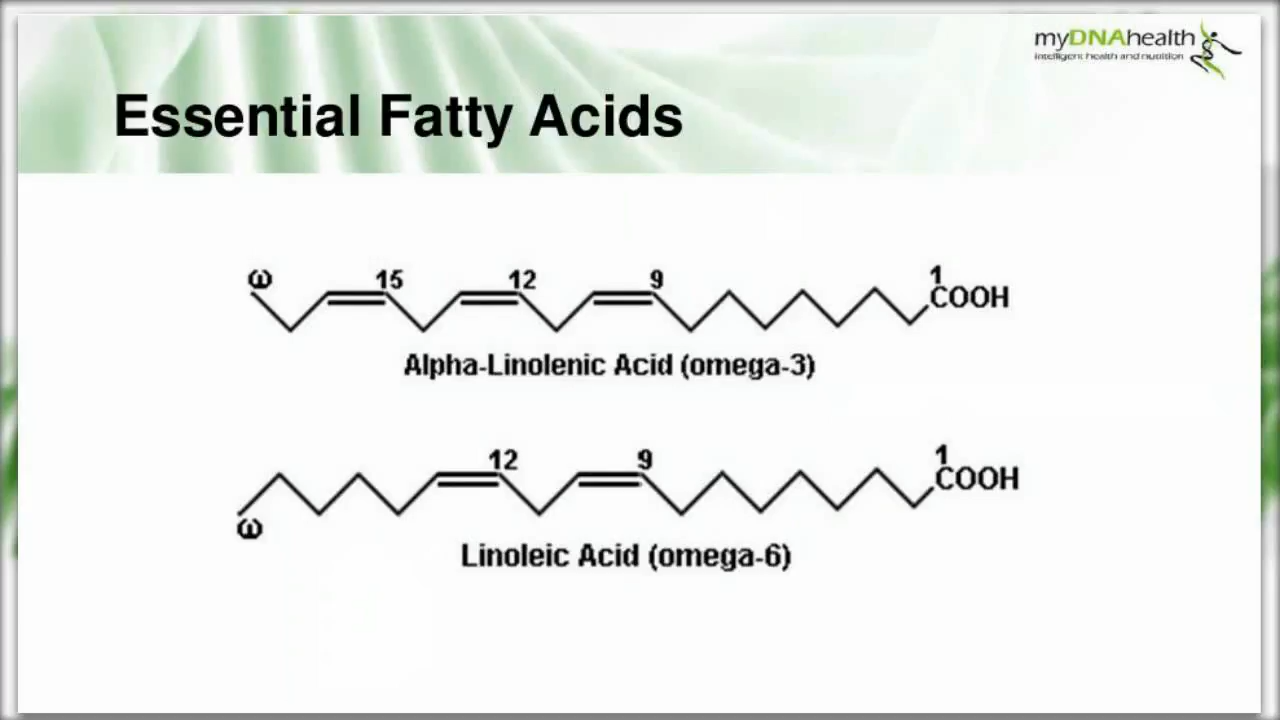 myDNAhealth
intelligent health and nutrition
Essential Fatty Acids
ω 15 12 9 1
COOH
Alpha-Linolenic Acid (omega-3)
12 9 1
COOH
ω
Linoleic Acid (omega-6)